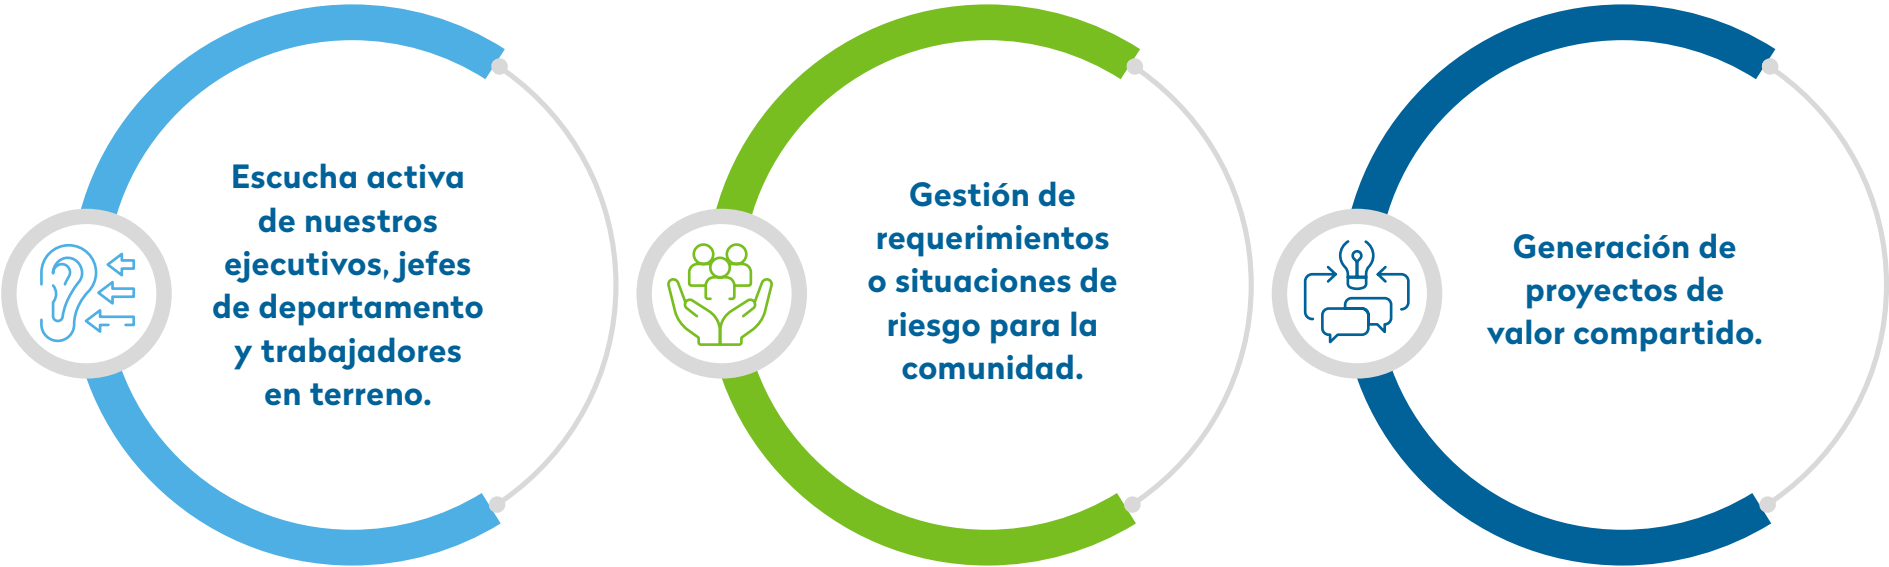 Escucha activa
de nuestros
ejecutivos, jefes
de departamento
y trabajadores
en terreno.
Gestión de
requerimientos
o situaciones de
riesgo para la
comunidad.
Generación de
proyectos de
valor compartido.